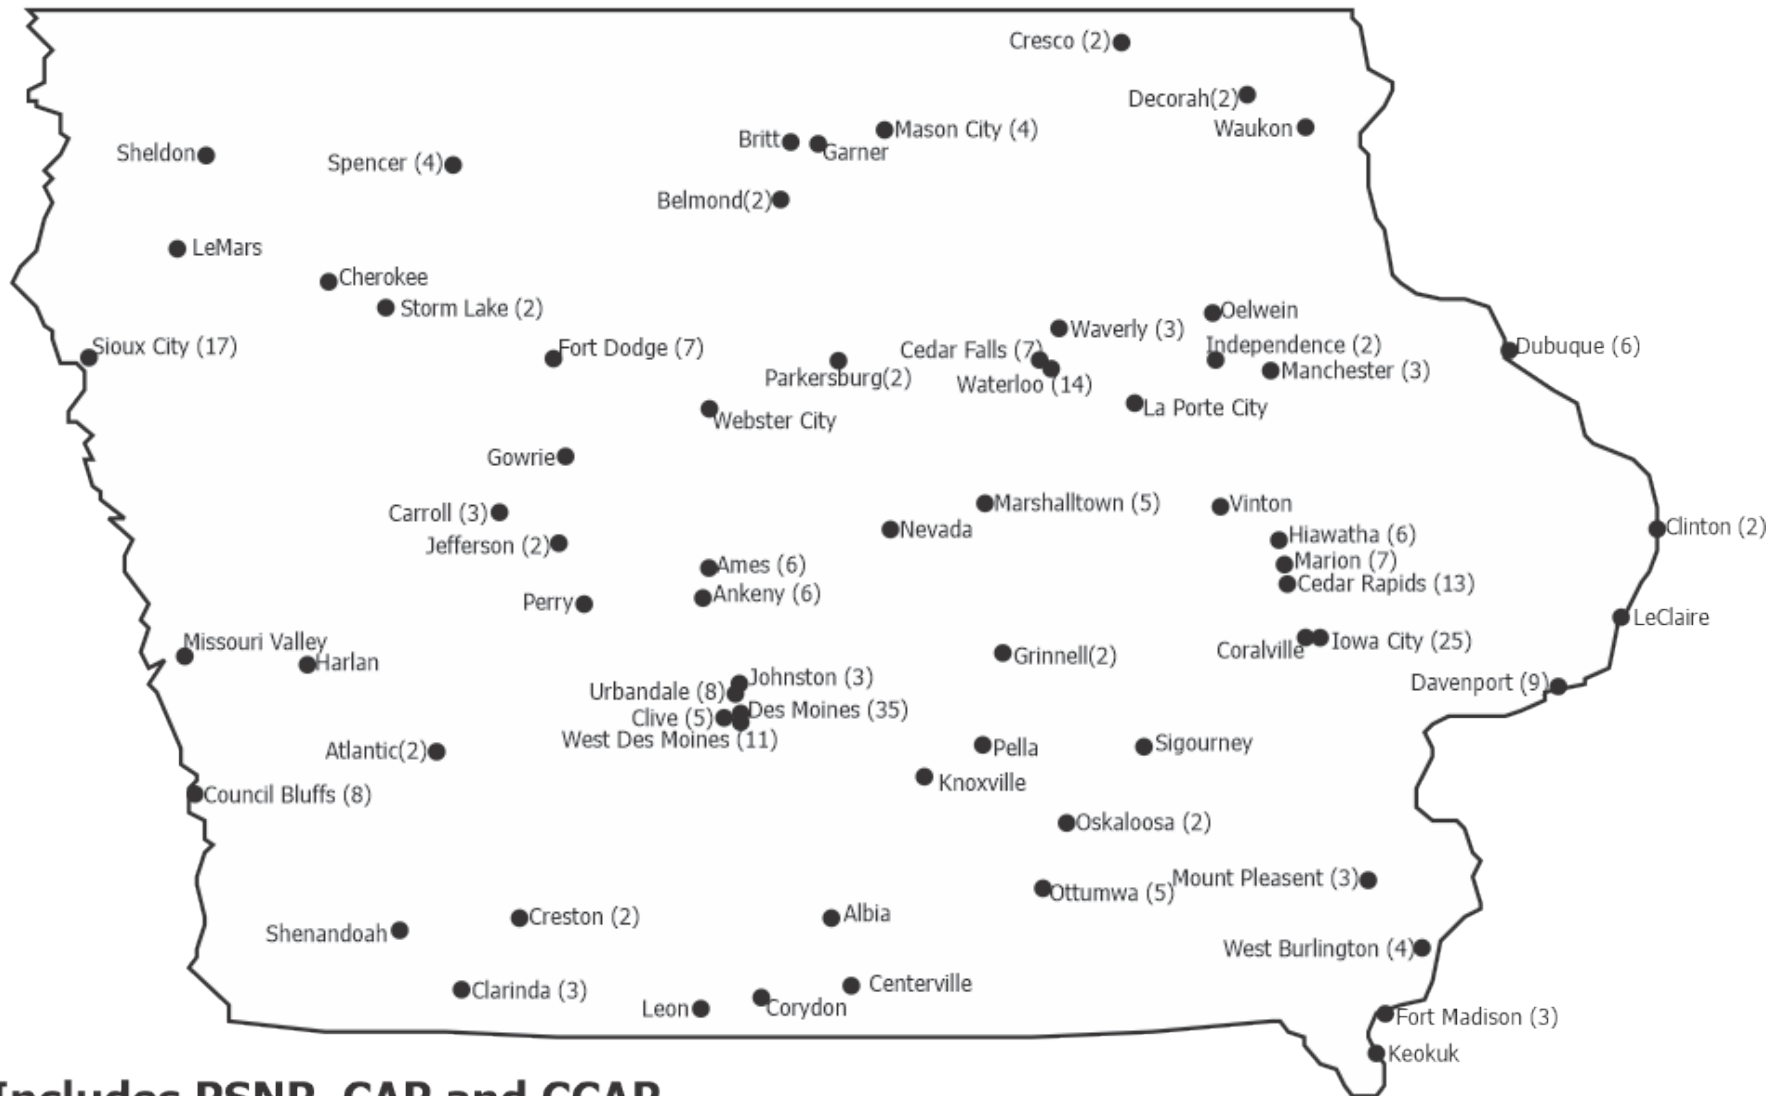 Cresco (2)
Decorah(2)
Waukon
Mason City (4)
Britt
Garner
Sheldon
Spencer (4)
Belmond(2)
LeMars
Cherokee
Storm Lake (2)
Oelwein
Waverly (3)
Sioux City (17)
Fort Dodge (7)
Cedar Falls (7)
Independence (2)
Dubuque (6)
Parkersburg(2)
Waterloo (14)
Manchester (3)
La Porte City
Webster City
Gowrie
Carroll (3)
Marshalltown (5)
Vinton
Nevada
Clinton (2)
Hiawatha (6)
Jefferson (2)
Marion (7)
Ames (6)
Cedar Rapids (13)
Ankeny (6)
Perry
LeClaire
Missouri Valley
Harlan
Grinnell(2)
Coralville
Iowa City (25)
Johnston (3)
Davenport (9)
Urbandale (8)
Des Moines (35)
Clive (5)
West Des Moines (11)
Atlantic(2)
Pella
Sigourney
Knoxville
Council Bluffs (8)
Oskaloosa (2)
Mount Pleasant (3)
Ottumwa (5)
Creston (2)
Albia
Shenandoah
West Burlington (4)
Clarinda (3)
Centerville
Leon
Corydon
Fort Madison (3)
Keokuk
Includes PSNP, CAP and CCAP